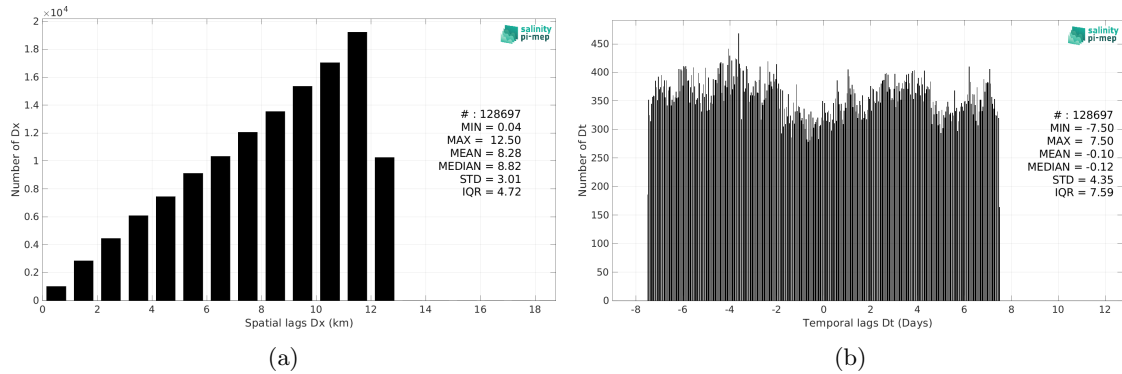 ×10⁴
2
1.8
1.6
1.4
1.2
1
0.8
0.6
0.4
0.2
0
Number of Dx
salinity
pi-mep
# : 128697
MIN = 0.04
MAX = 12.50
MEAN = 8.28
MEDIAN = 8.82
STD = 3.01
IQR = 4.72
0 2 4 6 8 10 12 14 16 18
Spatial lags Dx (km)
(a)
450
400
350
300
250
200
150
100
50
0
Number of Dt
salinity
pi-mep
# : 128697
MIN = -7.50
MAX = 7.50
MEAN = -0.10
MEDIAN = -0.12
STD = 4.35
IQR = 7.59
-8 -6 -4 -2 0 2 4 6 8 10 12
Temporal lags Dt (Days)
(b)